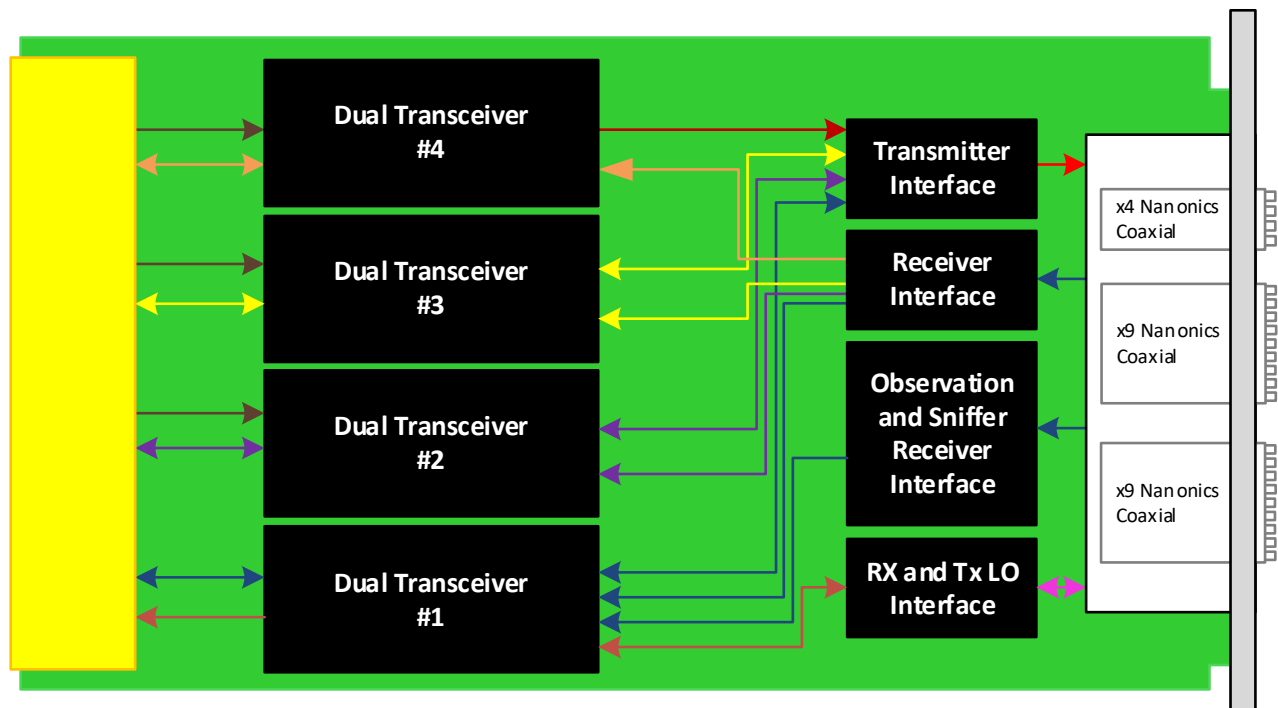 Dual Transceiver
#4
Dual Transceiver
#3
Dual Transceiver
#2
Dual Transceiver
#1
Transmitter
Interface
Receiver
Interface
Observation
and Sniffer
Receiver
Interface
RX and Tx LO
Interface
x4 Nanonics
Coaxial
x9 Nanonics
Coaxial
x9 Nanonics
Coaxial